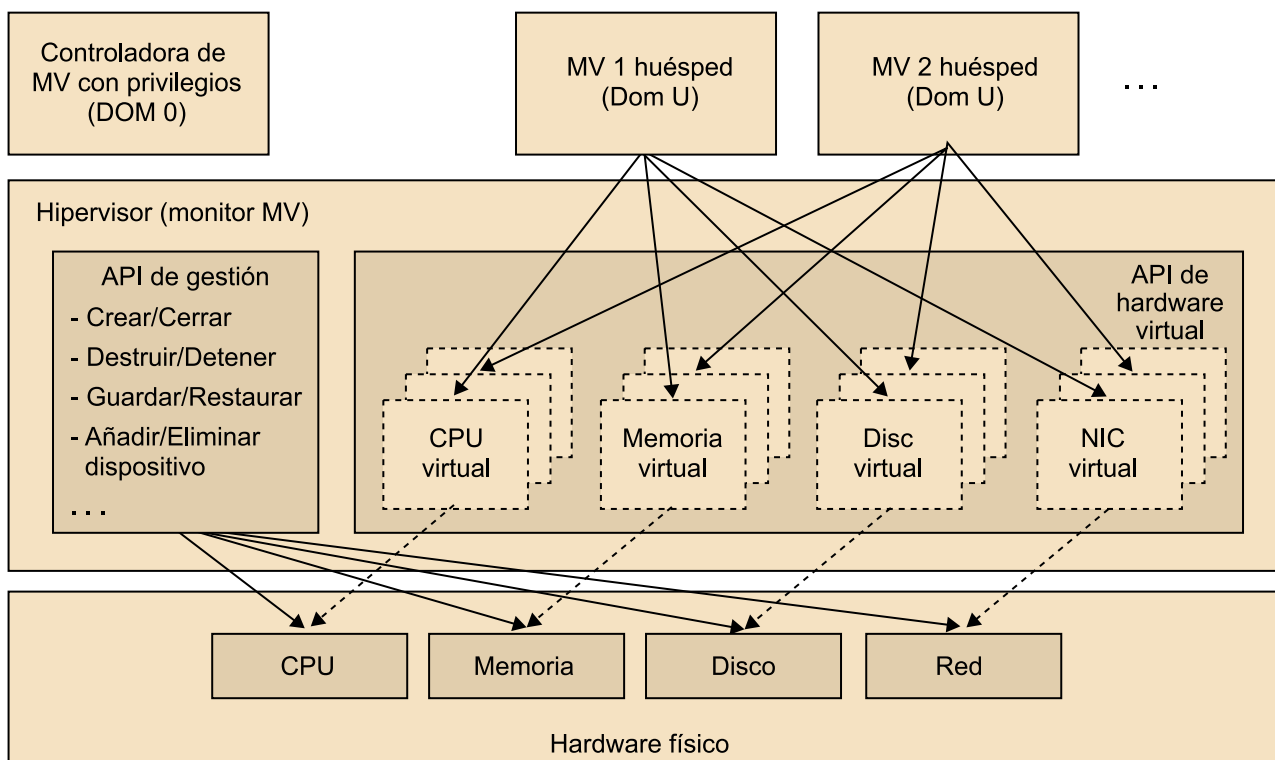 Controladora de
MV con privilegios
(DOM 0)
MV 1 huésped
(Dom U)
MV 2 huésped
(Dom U)
...
Hipervisor (monitor MV)
API de gestión
- Crear/Cerrar
- Destruir/Detener
- Guardar/Restaurar
- Añadir/Eliminar
dispositivo
...
API de
hardware
virtual
CPU
virtual
Memoria
virtual
Disc
virtual
NIC
virtual
CPU
Memoria
Disco
Red
Hardware físico